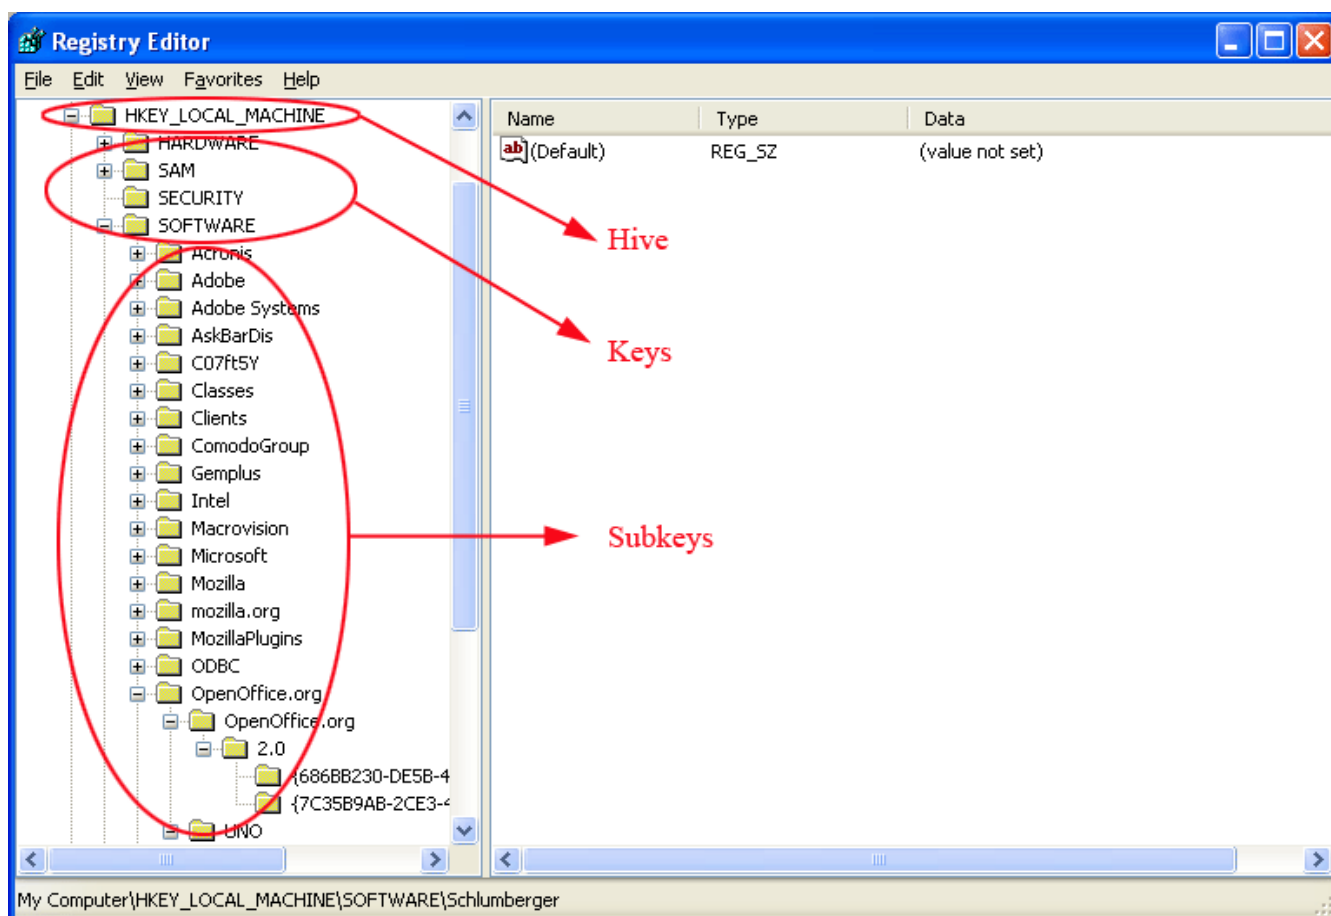 Registry Editor
File Edit View Favorites Help
HKEY_LOCAL_MACHINE
HARDWARE
SAM
SECURITY
SOFTWARE
Acronis
Adobe
Adobe Systems
AskBarDis
C07ft5Y
Classes
Clients
ComodoGroup
Gemplus
Intel
Macrovision
Microsoft
Mozilla
mozilla.org
MozillaPlugins
ODBC
OpenOffice.org
OpenOffice.org
2.0
{686BB230-DE5B-4
{7C35B9AB-2CE3-4
UNO
Name Type Data
ab (Default) REG_SZ (value not set)
Hive
Keys
Subkeys
My Computer\HKEY_LOCAL_MACHINE\SOFTWARE\Schlumberger